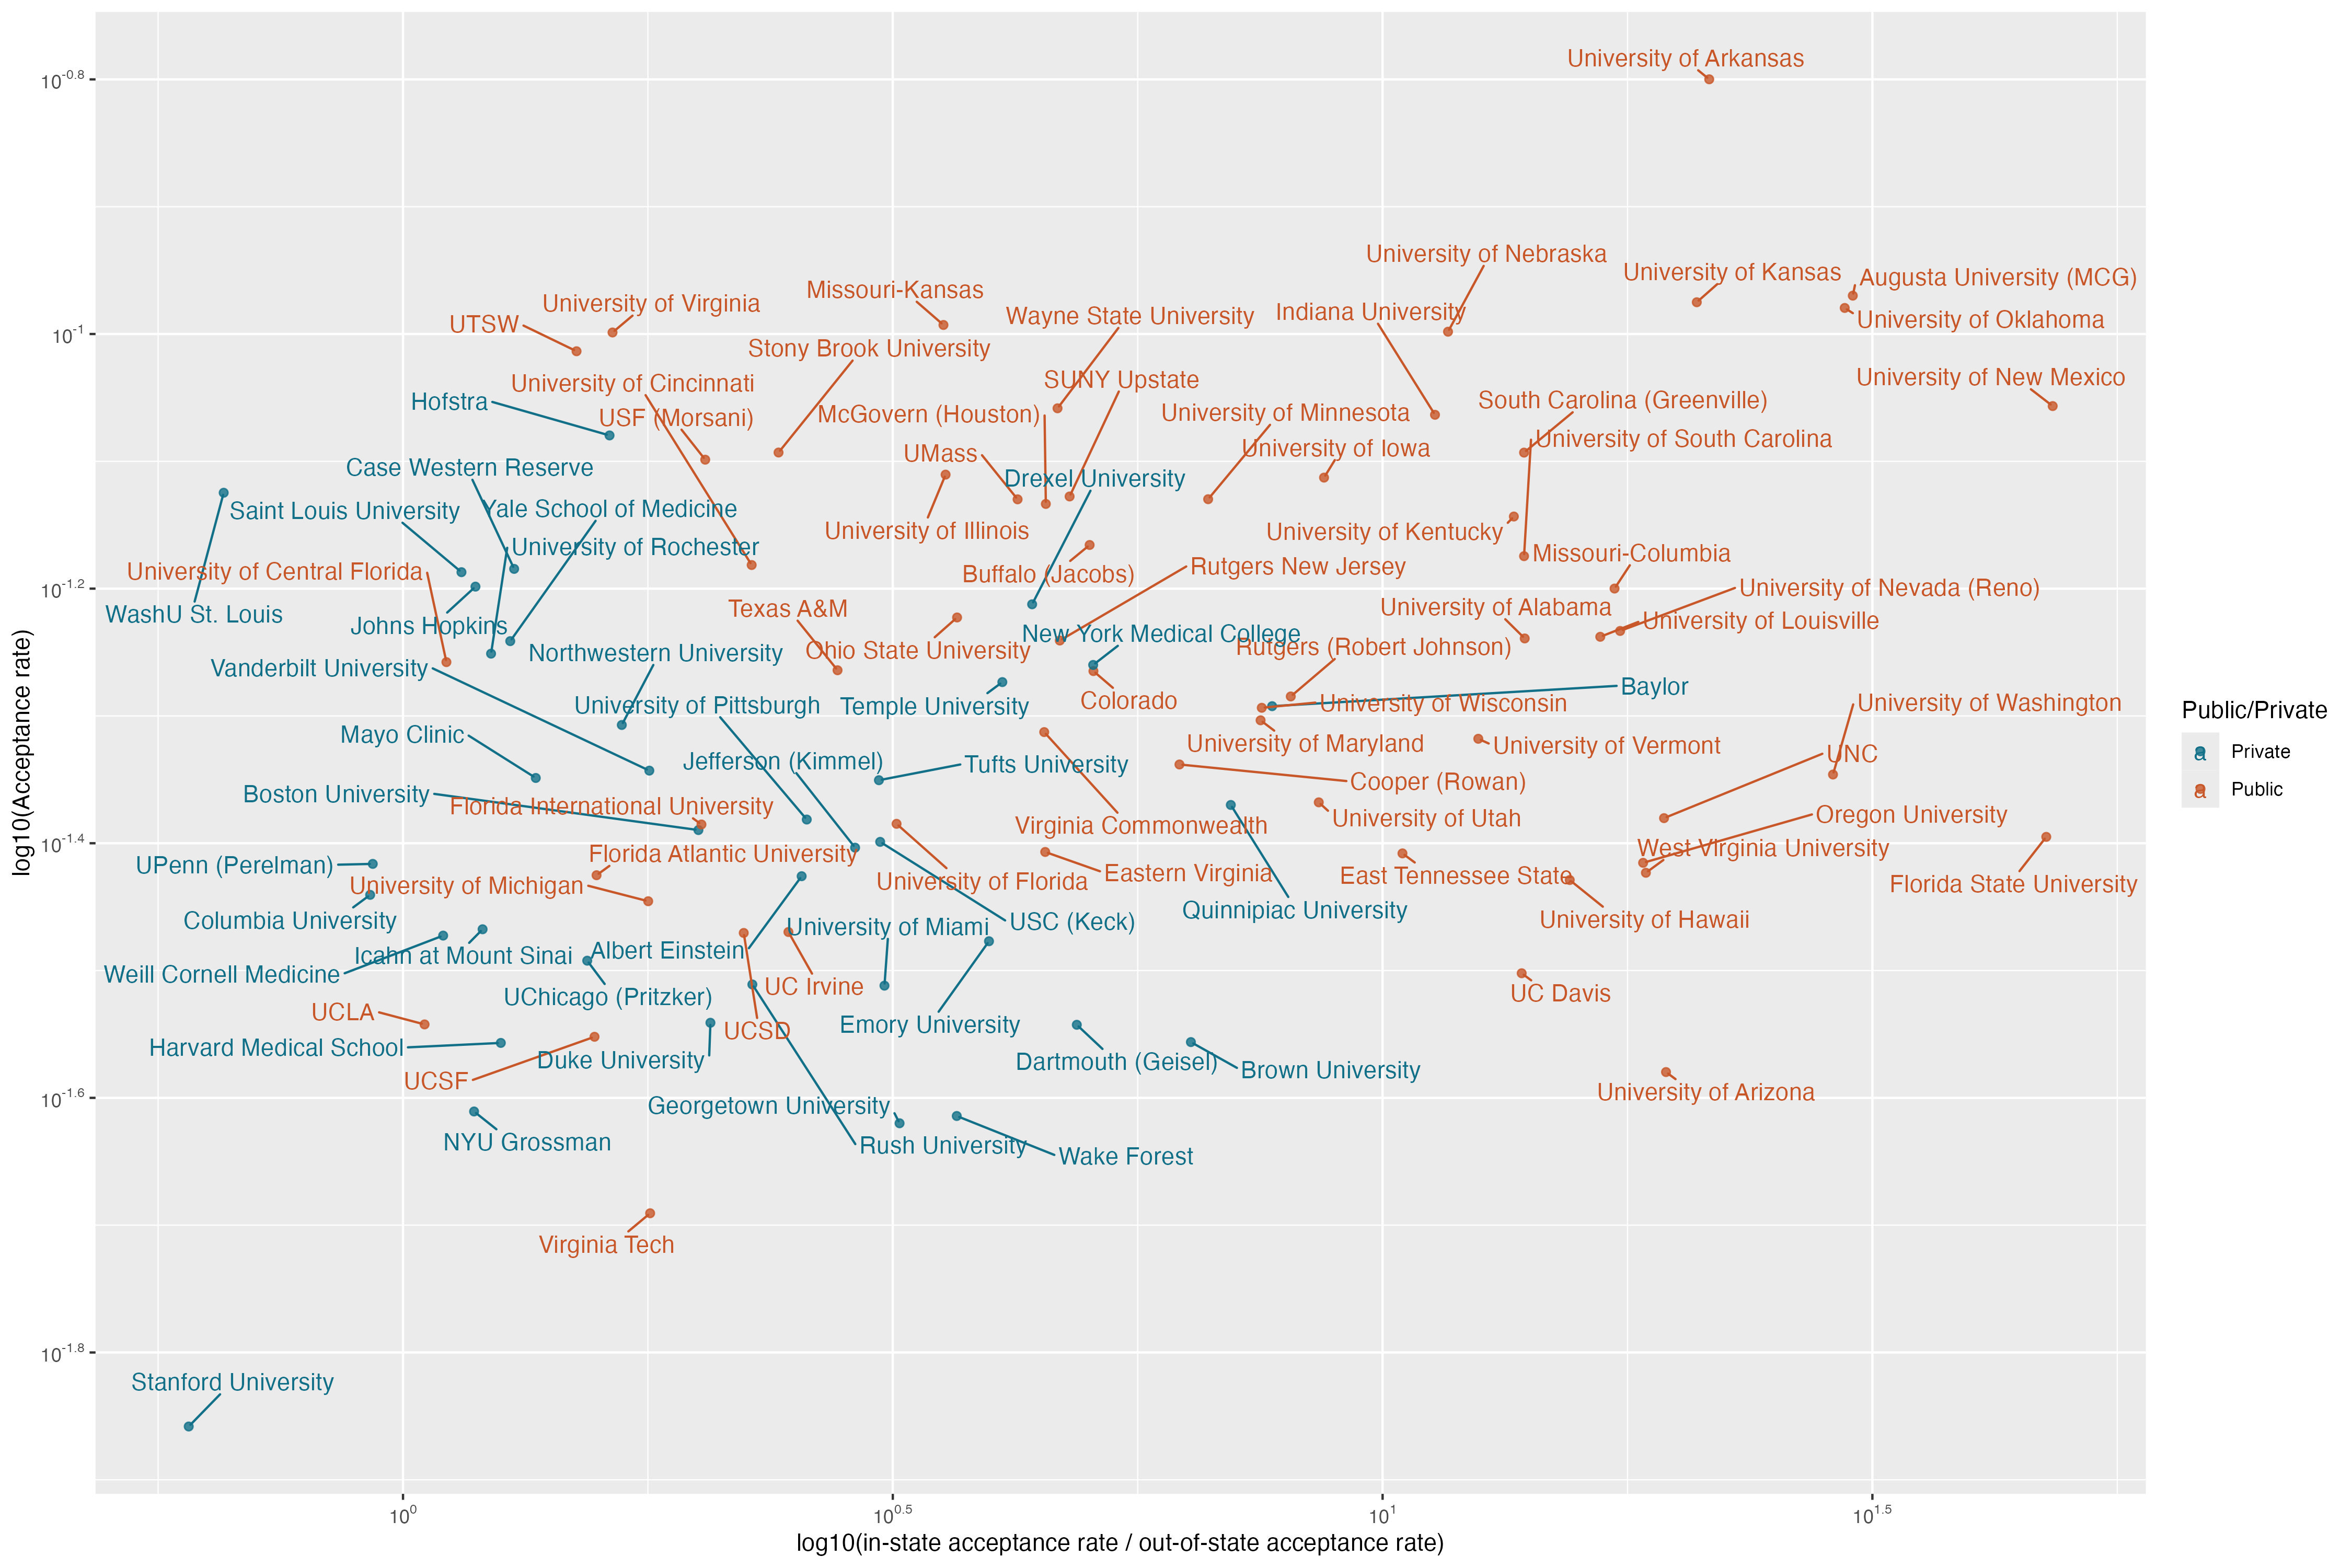 University of Arkansas
10^-0.8
University of Nebraska
University of Kansas
Augusta University (MCG)
Missouri-Kansas
University of Virginia
Indiana University
Wayne State University
University of Oklahoma
UTSW
10^-1
Stony Brook University
University of New Mexico
SUNY Upstate
University of Cincinnati
Hofstra
South Carolina (Greenville)
University of Minnesota
McGovern (Houston)
USF (Morsani)
University of South Carolina
University of Iowa
UMass
Case Western Reserve
Drexel University
Yale School of Medicine
Saint Louis University
University of Illinois
University of Kentucky
University of Rochester
Missouri-Columbia
Rutgers New Jersey
University of Central Florida
Buffalo (Jacobs)
10^-1.2
University of Nevada (Reno)
University of Alabama
Texas A&M
WashU St. Louis
University of Louisville
Johns Hopkins
New York Medical College
Rutgers (Robert Johnson)
Ohio State University
Northwestern University
Vanderbilt University
Baylor
Colorado
University of Wisconsin
University of Washington
University of Pittsburgh
Temple University
Public/Private
Mayo Clinic
University of Maryland
University of Vermont
Private
UNC
Jefferson (Kimmel)
Tufts University
Cooper (Rowan)
Public
Boston University
Florida International University
Oregon University
University of Utah
Virginia Commonwealth
log10(Acceptance rate)
10^-1.4
West Virginia University
Florida Atlantic University
UPenn (Perelman)
Eastern Virginia
East Tennessee State
University of Florida
Florida State University
University of Michigan
Quinnipiac University
University of Hawaii
Columbia University
USC (Keck)
University of Miami
Albert Einstein
Icahn at Mount Sinai
Weill Cornell Medicine
UC Irvine
UC Davis
UChicago (Pritzker)
UCLA
Emory University
UCSD
Harvard Medical School
Duke University
Dartmouth (Geisel)
Brown University
UCSF
University of Arizona
10^-1.6
Georgetown University
NYU Grossman
Rush University
Wake Forest
Virginia Tech
10^-1.8
Stanford University
10^0
10^0.5
10^1
10^1.5
log10(in-state acceptance rate / out-of-state acceptance rate)